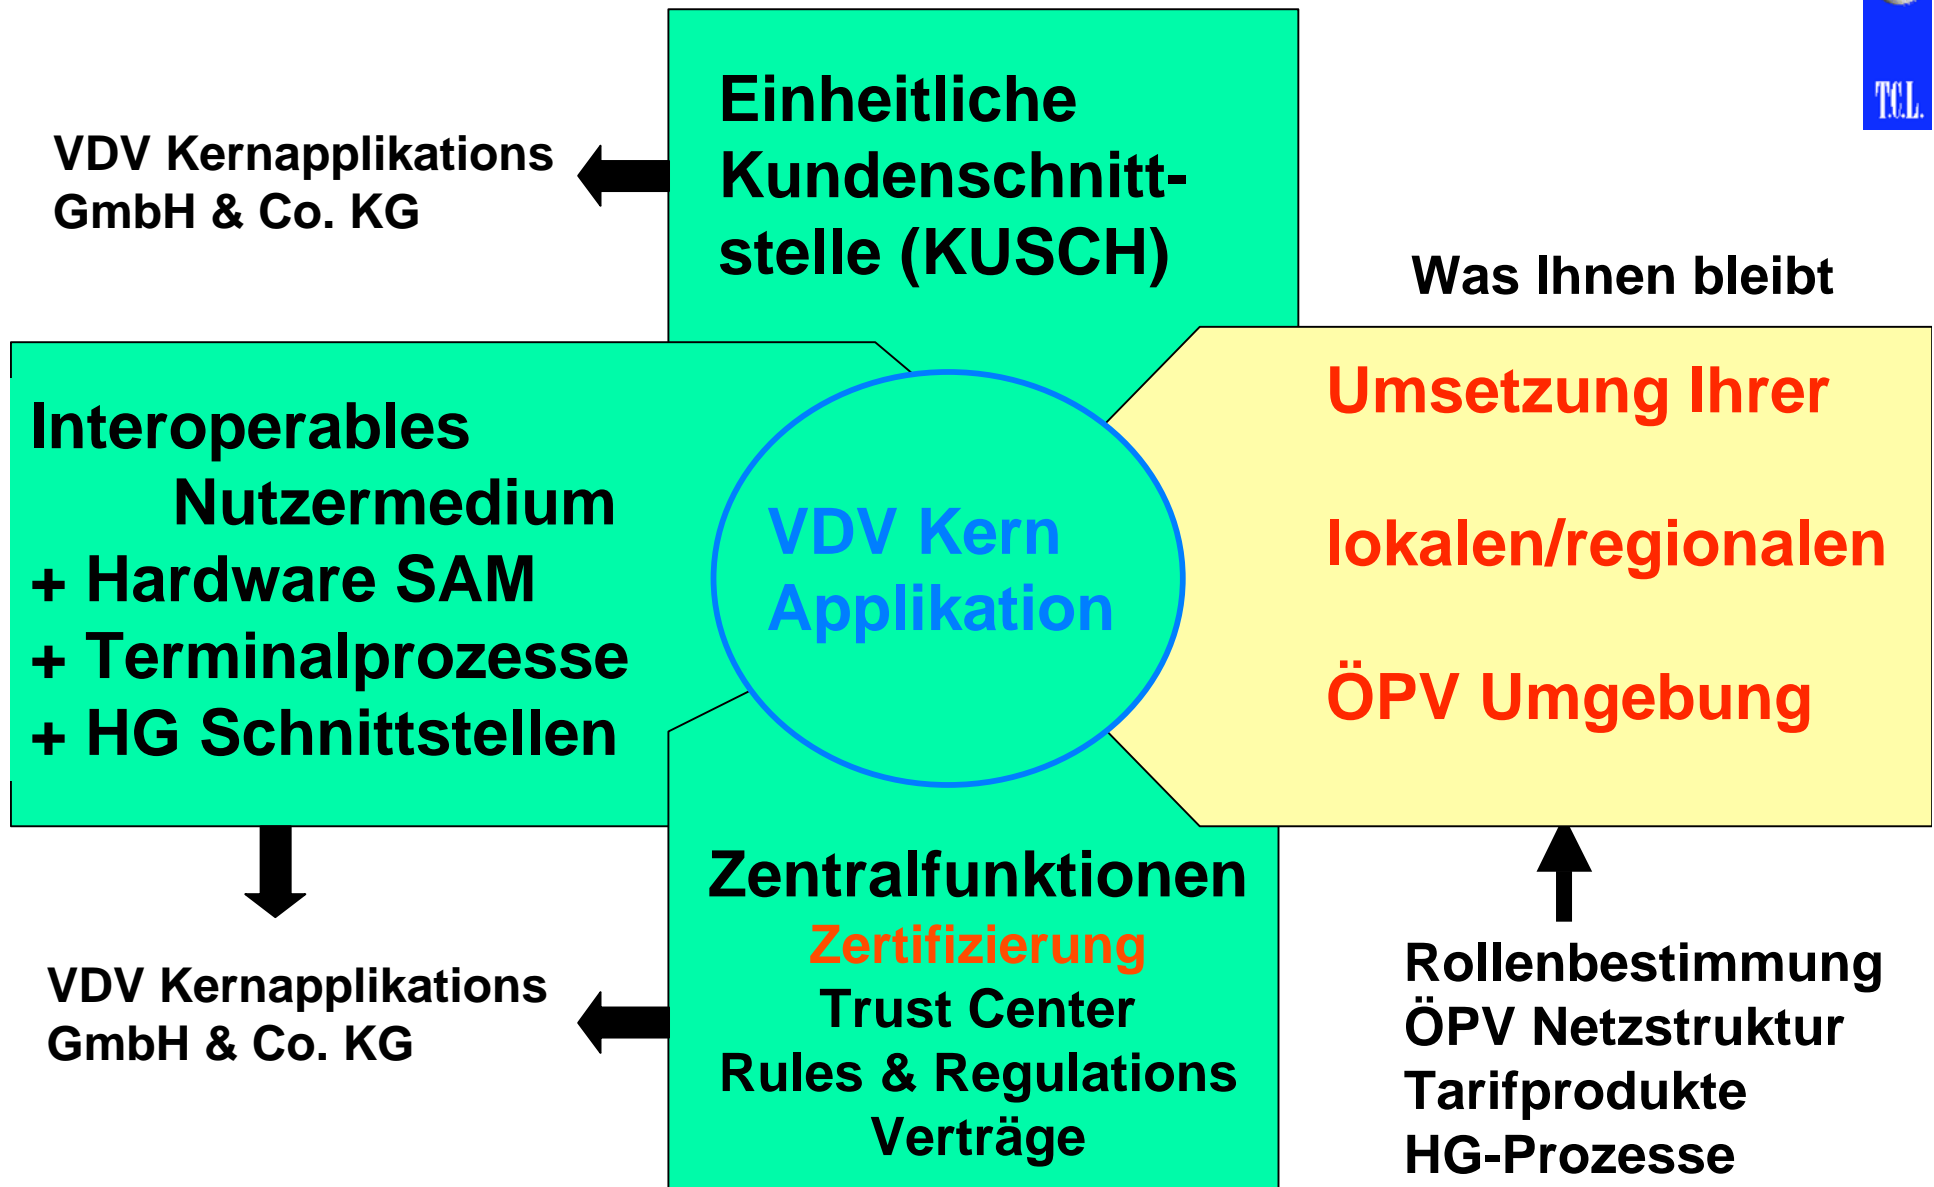 T.C.L.
Einheitliche
Kundenschnitt-
stelle (KUSCH)
VDV Kernapplikations
GmbH & Co. KG
Was Ihnen bleibt
Interoperables
Nutzermedium
+ Hardware SAM
+ Terminalprozesse
+ HG Schnittstellen
VDV Kern
Applikation
Umsetzung Ihrer
lokalen/regionalen
ÖPV Umgebung
Zentralfunktionen
Zertifizierung
Trust Center
Rules & Regulations
Verträge
VDV Kernapplikations
GmbH & Co. KG
Rollenbestimmung
ÖPV Netzstruktur
Tarifprodukte
HG-Prozesse